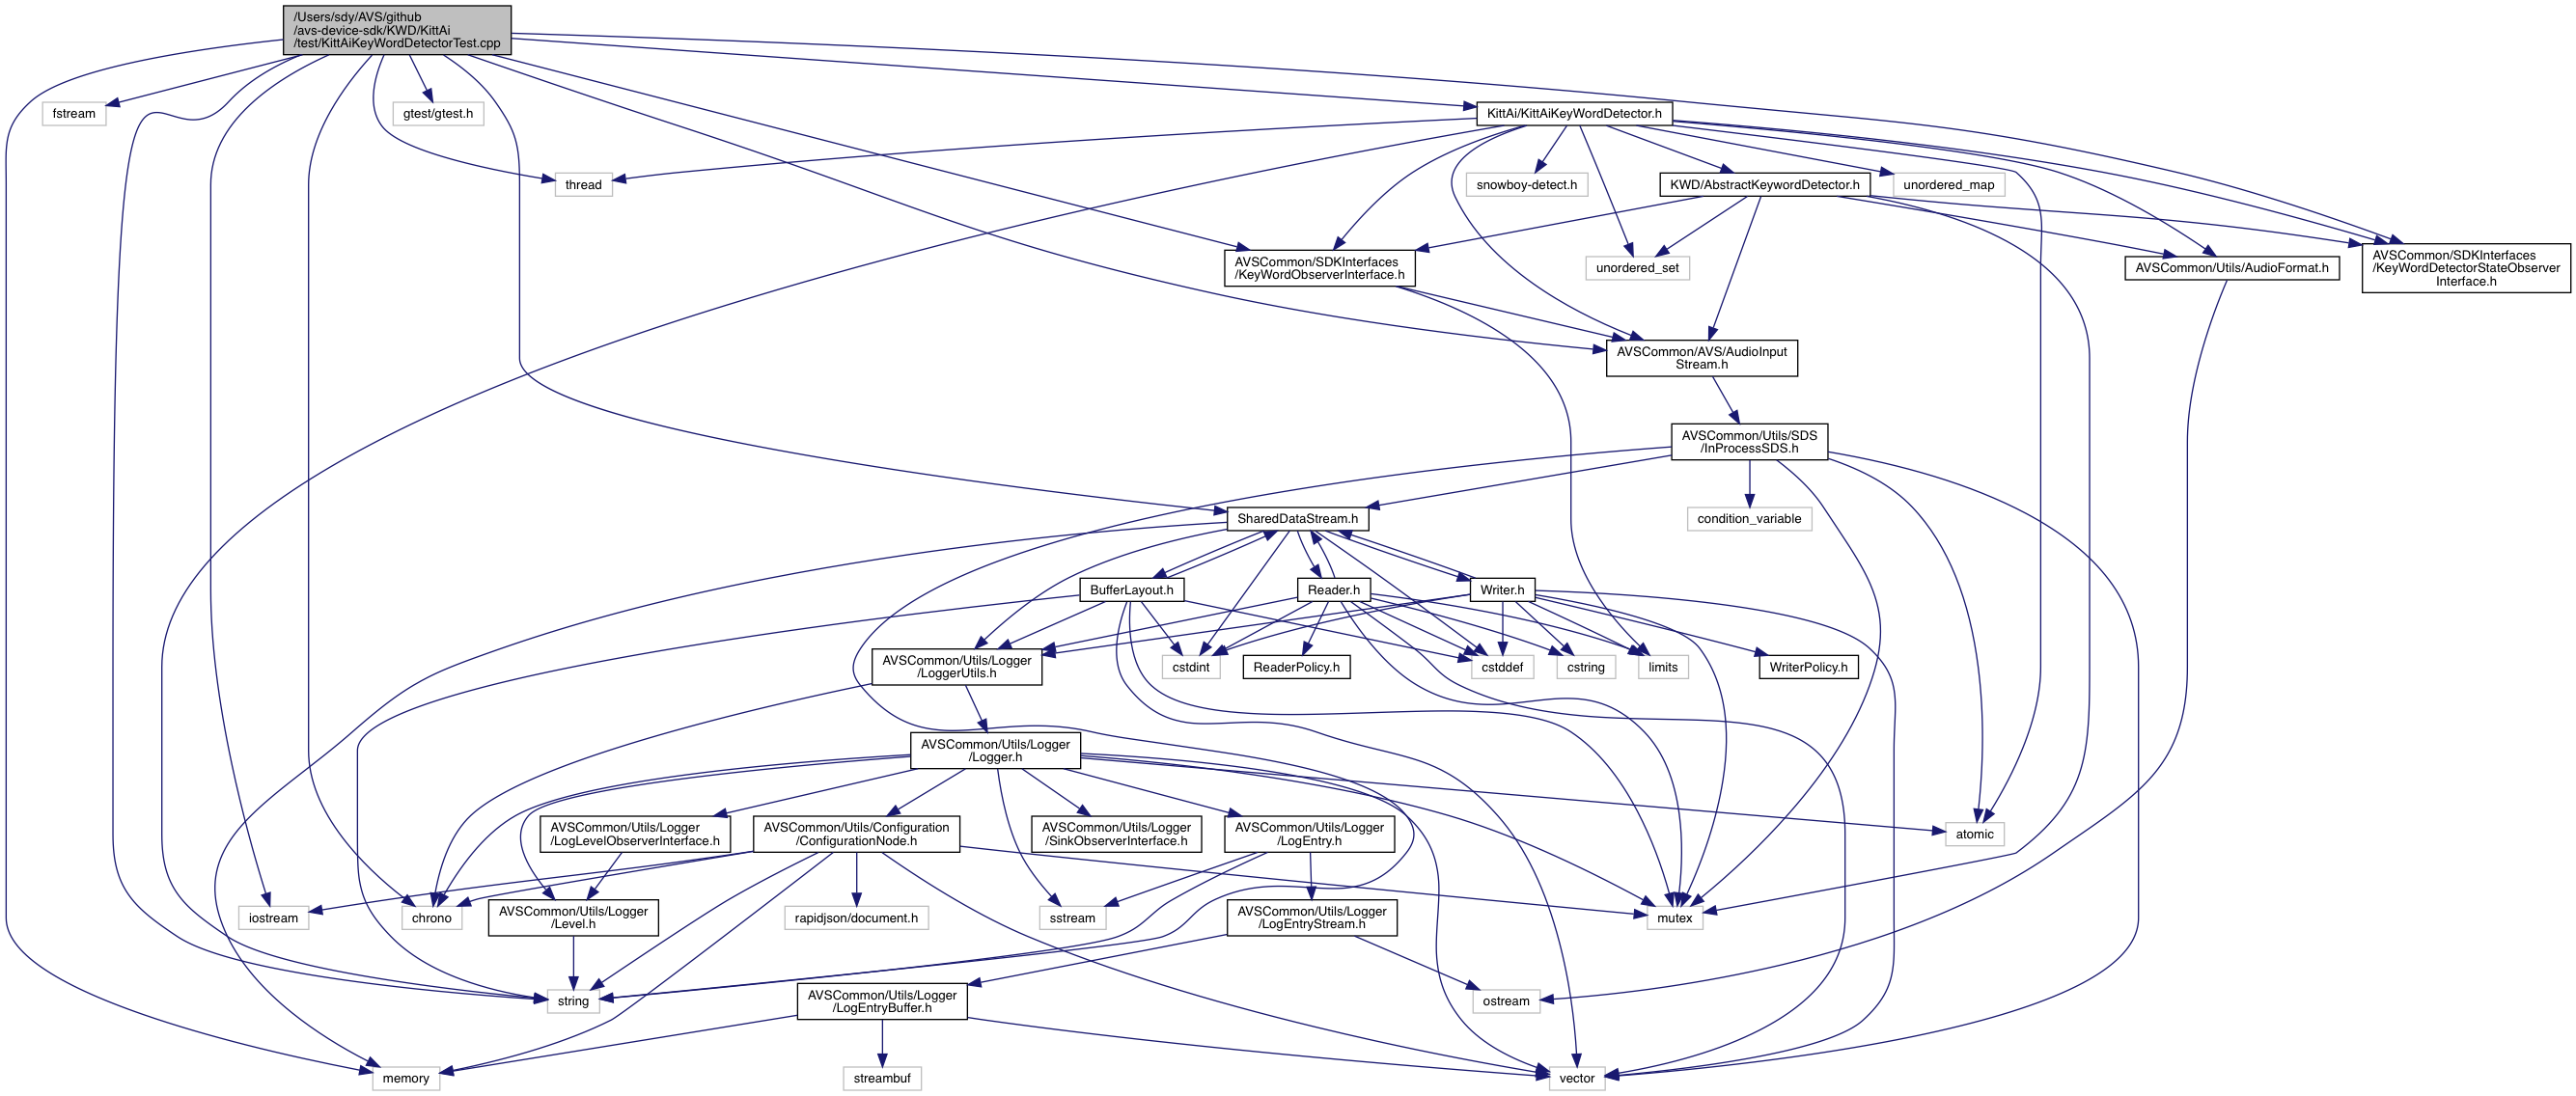 /Users/sdy/AVS/github
/avs-device-sdk/KWD/KittAi
/test/KittAiKeyWordDetectorTest.cpp
fstream
gtest/gtest.h
KittAi/KittAiKeyWordDetector.h
thread
snowboy-detect.h
KWD/AbstractKeywordDetector.h
unordered_map
AVSCommon/SDKInterfaces
/KeyWordObserverInterface.h
unordered_set
AVSCommon/Utils/AudioFormat.h
AVSCommon/SDKInterfaces
/KeyWordDetectorStateObserver
Interface.h
AVSCommon/AVS/AudioInput
Stream.h
AVSCommon/Utils/SDS
/InProcessSDS.h
SharedDataStream.h
condition_variable
BufferLayout.h
Reader.h
Writer.h
AVSCommon/Utils/Logger
/LoggerUtils.h
cstdint
ReaderPolicy.h
cstddef
cstring
limits
WriterPolicy.h
AVSCommon/Utils/Logger
/Logger.h
AVSCommon/Utils/Logger
/LogLevelObserverInterface.h
AVSCommon/Utils/Configuration
/ConfigurationNode.h
AVSCommon/Utils/Logger
/SinkObserverInterface.h
AVSCommon/Utils/Logger
/LogEntry.h
atomic
iostream
chrono
AVSCommon/Utils/Logger
/Level.h
rapidjson/document.h
sstream
AVSCommon/Utils/Logger
/LogEntryStream.h
mutex
string
AVSCommon/Utils/Logger
/LogEntryBuffer.h
ostream
memory
streambuf
vector